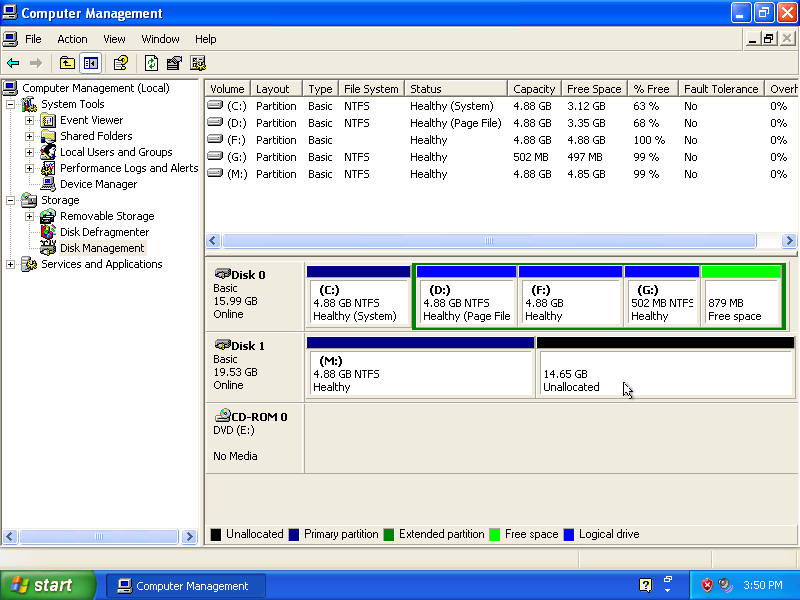 Computer Management
File Action View Window Help
Computer Management (Local)
System Tools
Event Viewer
Shared Folders
Local Users and Groups
Performance Logs and Alerts
Device Manager
Storage
Removable Storage
Disk Defragmenter
Disk Management
Services and Applications
Volume Layout Type File System Status Capacity Free Space % Free Fault Tolerance Overh
(C:) Partition Basic NTFS Healthy (System) 4.88 GB 3.12 GB 63 % No 0%
(D:) Partition Basic NTFS Healthy (Page File) 4.88 GB 3.35 GB 68 % No 0%
(F:) Partition Basic Healthy 4.88 GB 4.88 GB 100 % No 0%
(G:) Partition Basic NTFS Healthy 502 MB 497 MB 99 % No 0%
(M:) Partition Basic NTFS Healthy 4.88 GB 4.85 GB 99 % No 0%
Disk 0
Basic
15.99 GB
Online
(C:)
4.88 GB NTFS
Healthy (System)
(D:)
4.88 GB NTFS
Healthy (Page File
(F:)
4.88 GB
Healthy
(G:)
502 MB NTFS
Healthy
879 MB
Free space
Disk 1
Basic
19.53 GB
Online
(M:)
4.88 GB NTFS
Healthy
14.65 GB
Unallocated
CD-ROM 0
DVD (E:)
No Media
Unallocated Primary partition Extended partition Free space Logical drive
start Computer Management 3:50 PM